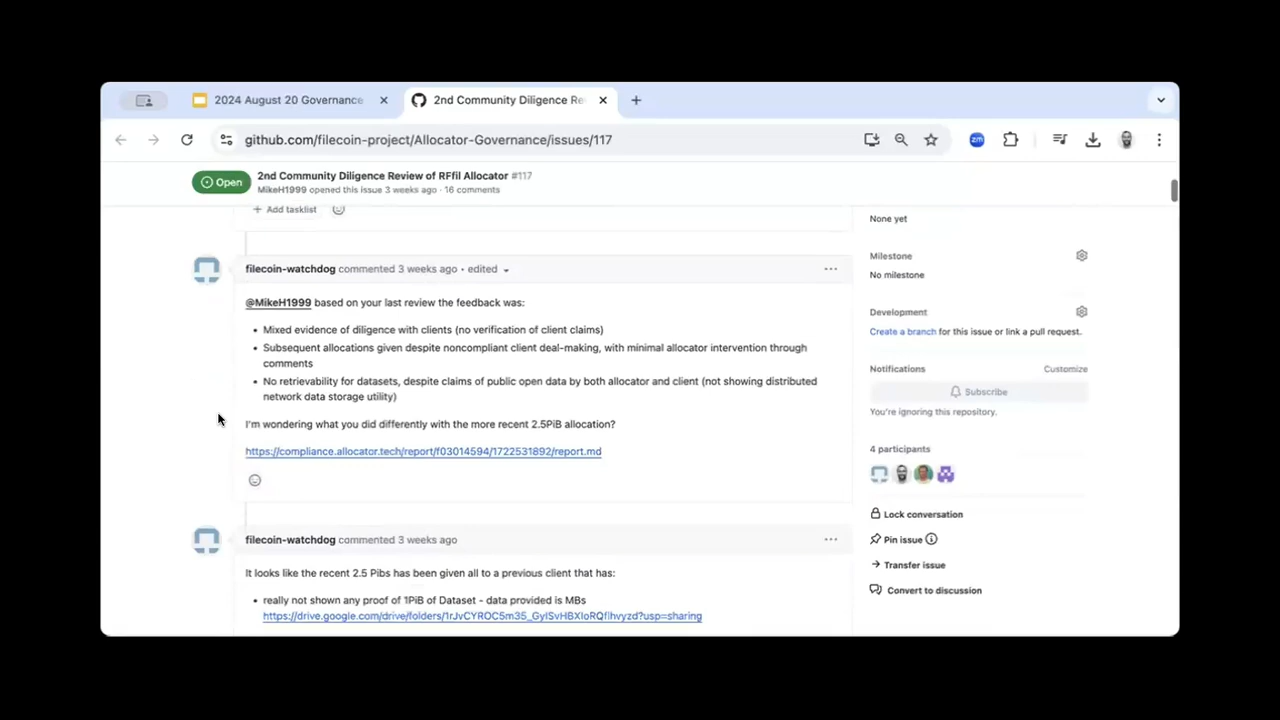 2024 August 20 Governance
2nd Community Diligence Re
github.com/filecoin-project/Allocator-Governance/issues/117
zm
Open
2nd Community Diligence Review of RFfil Allocator #117
MikeH1999 opened this issue 3 weeks ago · 16 comments
Add tasklist
filecoin-watchdog commented 3 weeks ago • edited
@MikeH1999 based on your last review the feedback was:
• Mixed evidence of diligence with clients (no verification of client claims)
• Subsequent allocations given despite noncompliant client deal-making, with minimal allocator intervention through
comments
• No retrievability for datasets, despite claims of public open data by both allocator and client (not showing distributed
network data storage utility)
I'm wondering what you did differently with the more recent 2.5PiB allocation?
https://compliance.allocator.tech/report/f03014594/1722531892/report.md
filecoin-watchdog commented 3 weeks ago
It looks like the recent 2.5 Pibs has been given all to a previous client that has:
• really not shown any proof of 1PiB of Dataset - data provided is MBs
None yet
Milestone
No milestone
Development
Create a branch for this issue or link a pull request.
Notifications
Customize
Subscribe
You're ignoring this repository.
4 participants
Lock conversation
Pin issue
Transfer issue
Convert to discussion